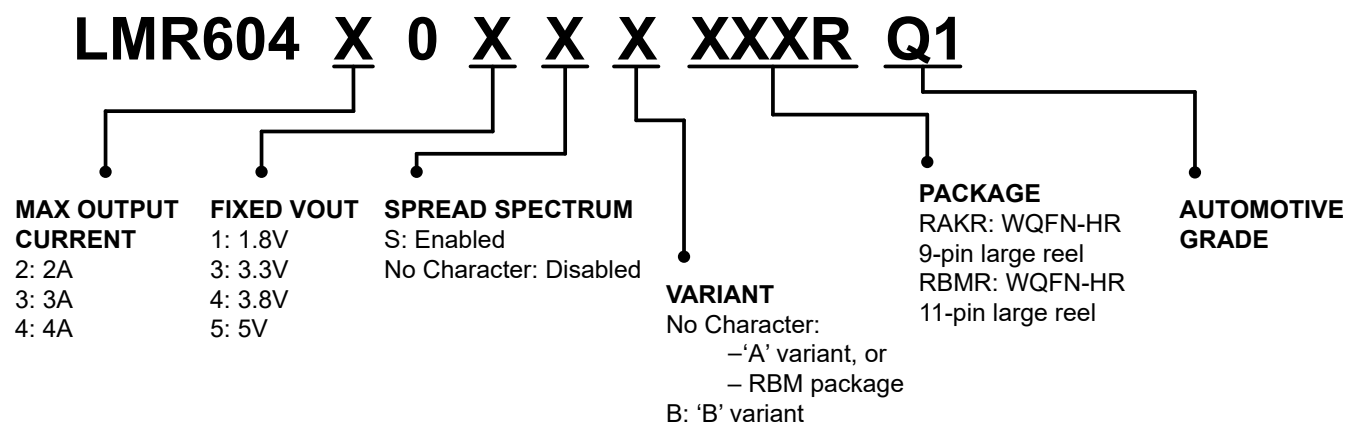 LMR604 X 0 X X X XXXR Q1
MAX OUTPUT
CURRENT
2: 2A
3: 3A
4: 4A
FIXED VOUT
1: 1.8V
3: 3.3V
4: 3.8V
5: 5V
SPREAD SPECTRUM
S: Enabled
No Character: Disabled
VARIANT
No Character:
–‘A’ variant, or
– RBM package
B: ‘B’ variant
PACKAGE
RAKR: WQFN-HR
9-pin large reel
RBMR: WQFN-HR
11-pin large reel
AUTOMOTIVE
GRADE